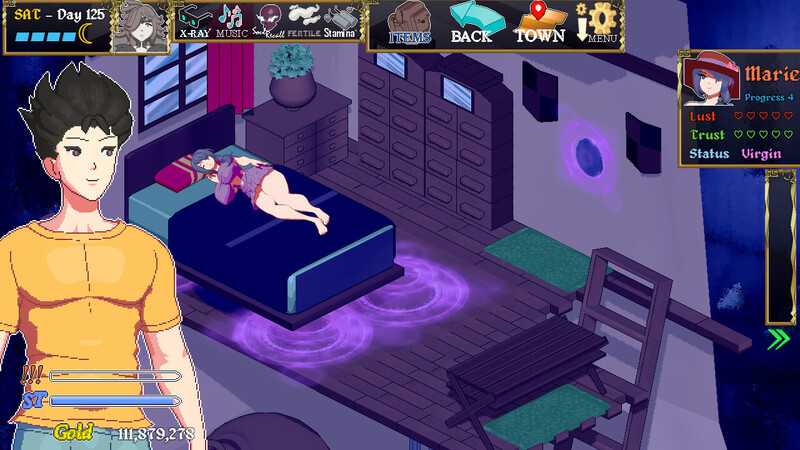 SAT - Day 125
X-RAY MUSIC Soul Recall FERTILE Stamina
ITEMS BACK TOWN MENU
Marie
Progress 4
Lust
Trust
Status Virgin
!!!
ST
Gold 111,879,278